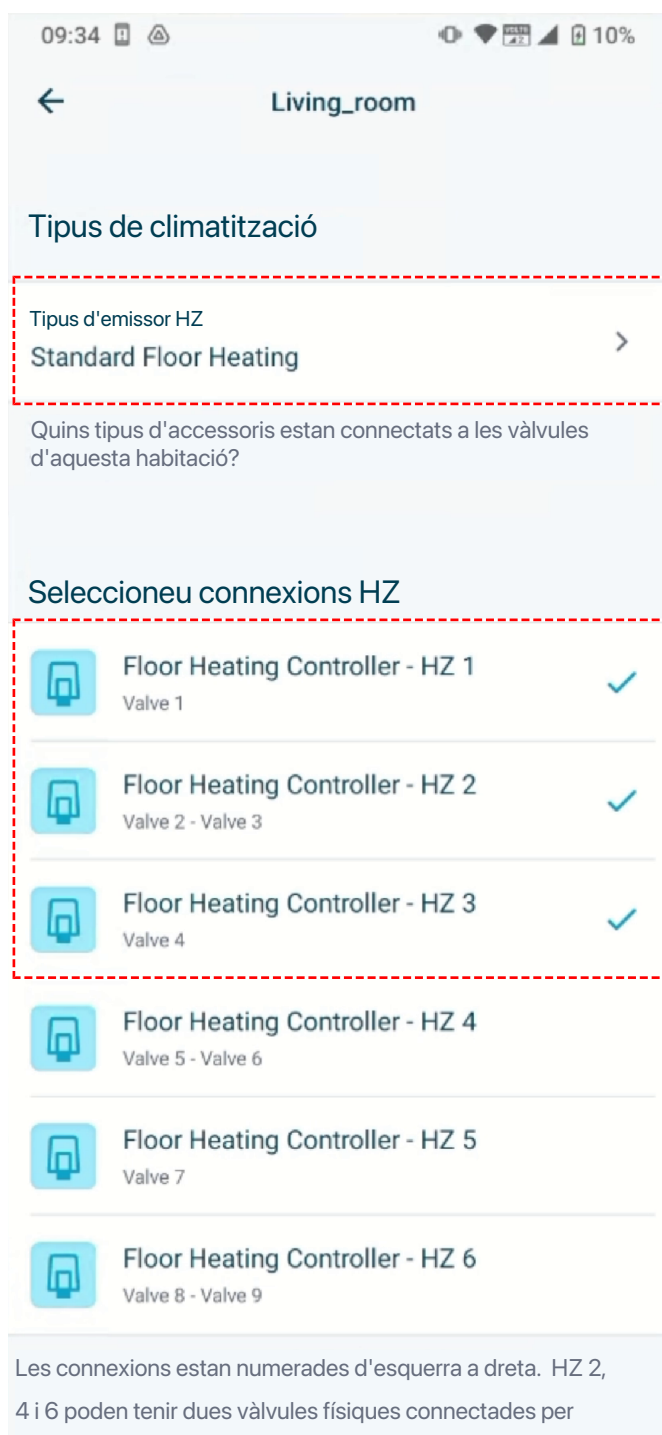 09:34
10%
Living_room
Tipus de climatització
Tipus d'emissor HZ
Standard Floor Heating
Quins tipus d'accessoris estan connectats a les vàlvules
d'aquesta habitació?
Seleccioneu connexions HZ
Floor Heating Controller - HZ 1
Valve 1
Floor Heating Controller - HZ 2
Valve 2 - Valve 3
Floor Heating Controller - HZ 3
Valve 4
Floor Heating Controller - HZ 4
Valve 5 - Valve 6
Floor Heating Controller - HZ 5
Valve 7
Floor Heating Controller - HZ 6
Valve 8 - Valve 9
Les connexions estan numerades d'esquerra a dreta. HZ 2,
4 i 6 poden tenir dues vàlvules físiques connectades per